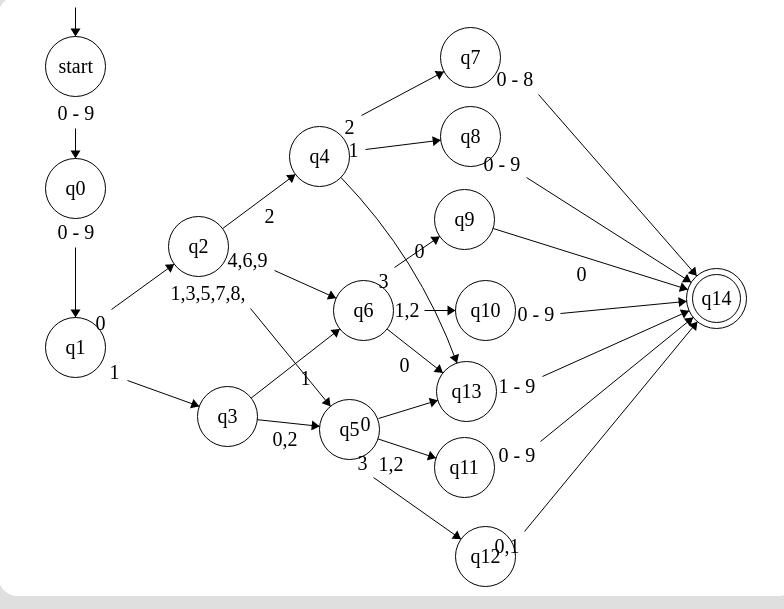 start
0 - 9
q0
0 - 9
q1
0
1
q2
2
4,6,9
1,3,5,7,8,
q3
1
0,2
q4
2
1
0
q6
3
1,2
0
q5
0
1,2
3
q7
0 - 8
q8
0 - 9
q9
0
q10
0 - 9
q13
1 - 9
q11
0 - 9
q12
0,1
q14